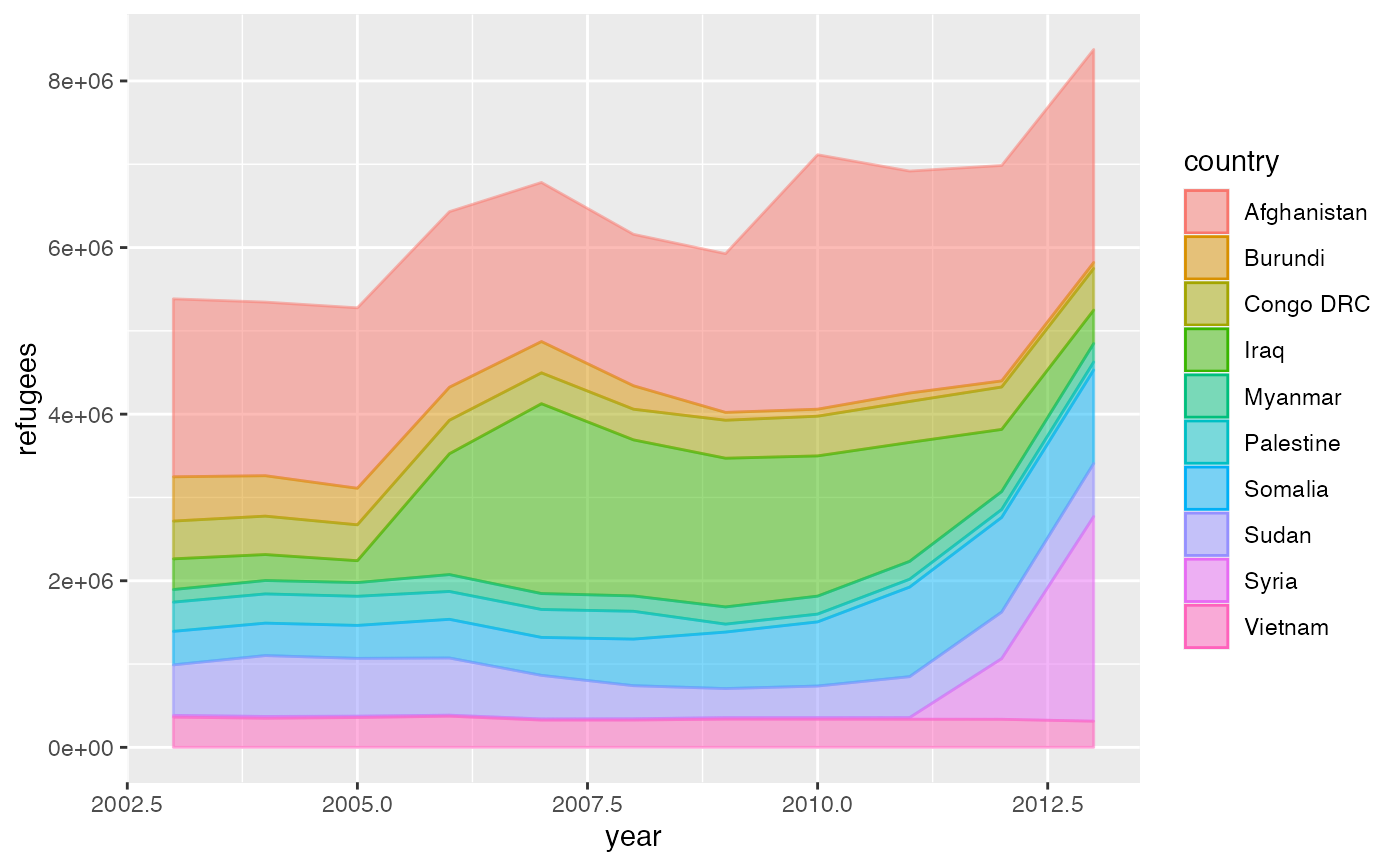 8e+06
6e+06
4e+06
2e+06
0e+00
refugees
2002.5 2005.0 2007.5 2010.0 2012.5
year
country
Afghanistan
Burundi
Congo DRC
Iraq
Myanmar
Palestine
Somalia
Sudan
Syria
Vietnam